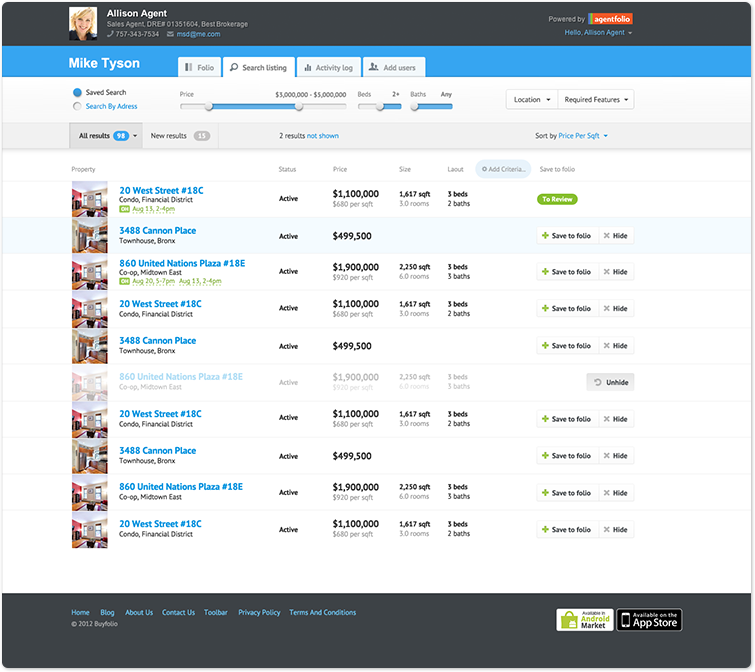 Allison Agent
Sales Agent, DRE# 01351604, Best Brokerage
757-343-7534 msd@me.com
Powered by agentfolio
Hello, Allison Agent
Mike Tyson
Folio Search listing Activity log Add users
Saved Search
Search By Adress
Price $3,000,000 - $5,000,000 Beds 2+ Baths Any
Location Required Features
All results 98 New results 15 2 results not shown Sort by Price Per Sqft
Property Status Price Size Laout Add Criteria... Save to folio
20 West Street #18C
Condo, Financial District
OH Aug 13, 2-4pm
Active
$1,100,000
$680 per sqft
1,617 sqft
3.0 rooms
3 beds
2 baths
To Review
3488 Cannon Place
Townhouse, Bronx
Active
$499,500
Save to folio Hide
860 United Nations Plaza #18E
Co-op, Midtown East
OH Aug 20, 5-7pm Aug 13, 2-4pm
Active
$1,900,000
$920 per sqft
2,250 sqft
6.0 rooms
3 beds
3 baths
Save to folio Hide
20 West Street #18C
Condo, Financial District
Active
$1,100,000
$680 per sqft
1,617 sqft
3.0 rooms
3 beds
2 baths
Save to folio Hide
3488 Cannon Place
Townhouse, Bronx
Active
$499,500
Save to folio Hide
860 United Nations Plaza #18E
Co-op, Midtown East
Active
$1,900,000
$920 per sqft
2,250 sqft
6.0 rooms
3 beds
3 baths
Unhide
20 West Street #18C
Condo, Financial District
Active
$1,100,000
$680 per sqft
1,617 sqft
3.0 rooms
3 beds
2 baths
Save to folio Hide
3488 Cannon Place
Townhouse, Bronx
Active
$499,500
Save to folio Hide
860 United Nations Plaza #18E
Co-op, Midtown East
Active
$1,900,000
$920 per sqft
2,250 sqft
6.0 rooms
3 beds
3 baths
Save to folio Hide
20 West Street #18C
Condo, Financial District
Active
$1,100,000
$680 per sqft
1,617 sqft
3.0 rooms
3 beds
2 baths
Save to folio Hide
Home Blog About Us Contact Us Toolbar Privacy Policy Terms And Conditions
© 2012 Buyfolio
Available in
Android
Market
Available on the
App Store